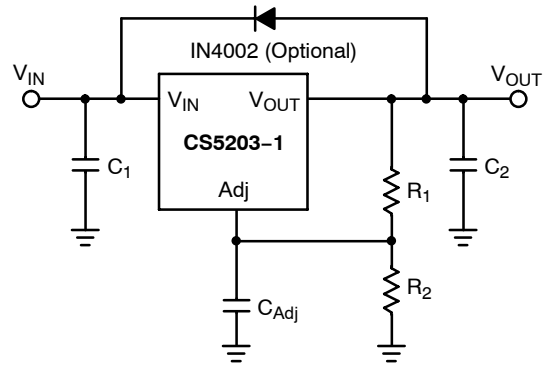 IN4002 (Optional)
VIN
VOUT
VIN
VOUT
CS5203−1
C1
C2
Adj
R1
R2
CAdj